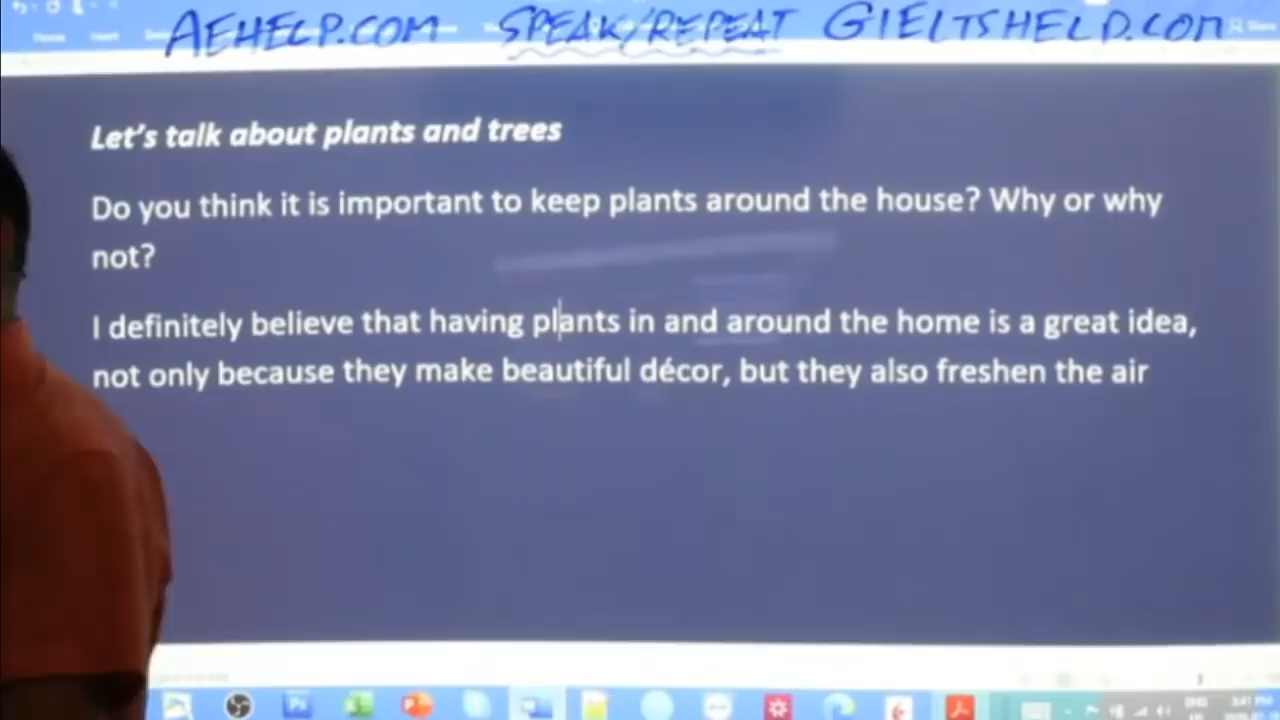 AEHELP.COM SPEAK/REPEAT GIELTSHELP.COM
Let's talk about plants and trees
Do you think it is important to keep plants around the house? Why or why
not?
I definitely believe that having plants in and around the home is a great idea,
not only because they make beautiful décor, but they also freshen the air